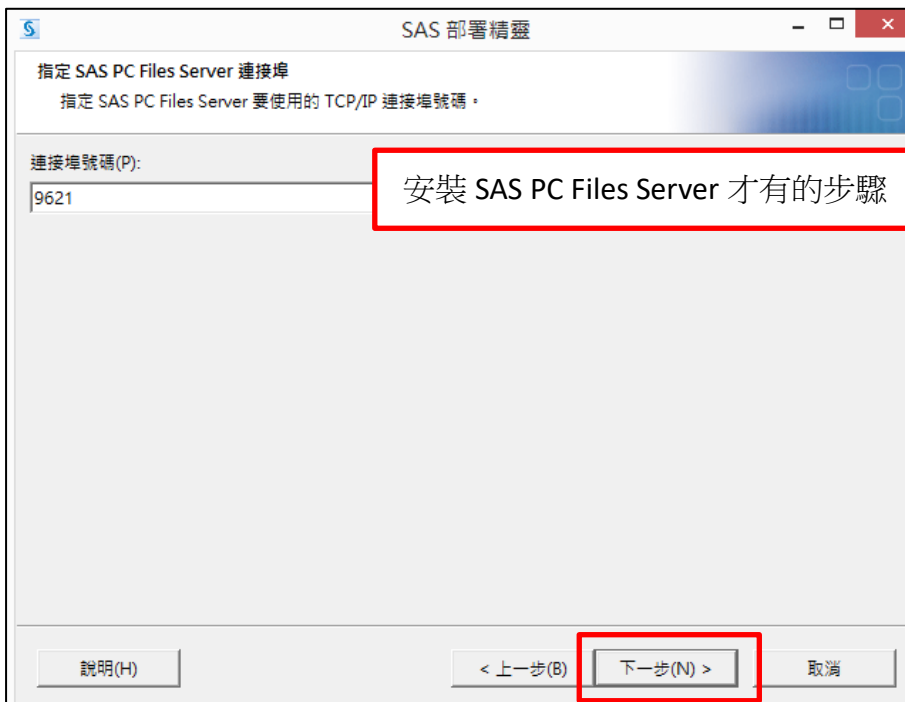 SAS 部署精靈
指定 SAS PC Files Server 連接埠
指定 SAS PC Files Server 要使用的 TCP/IP 連接埠號碼。
連接埠號碼(P):
9621
安裝 SAS PC Files Server 才有的步驟
說明(H)
< 上一步(B)
下一步(N) >
取消